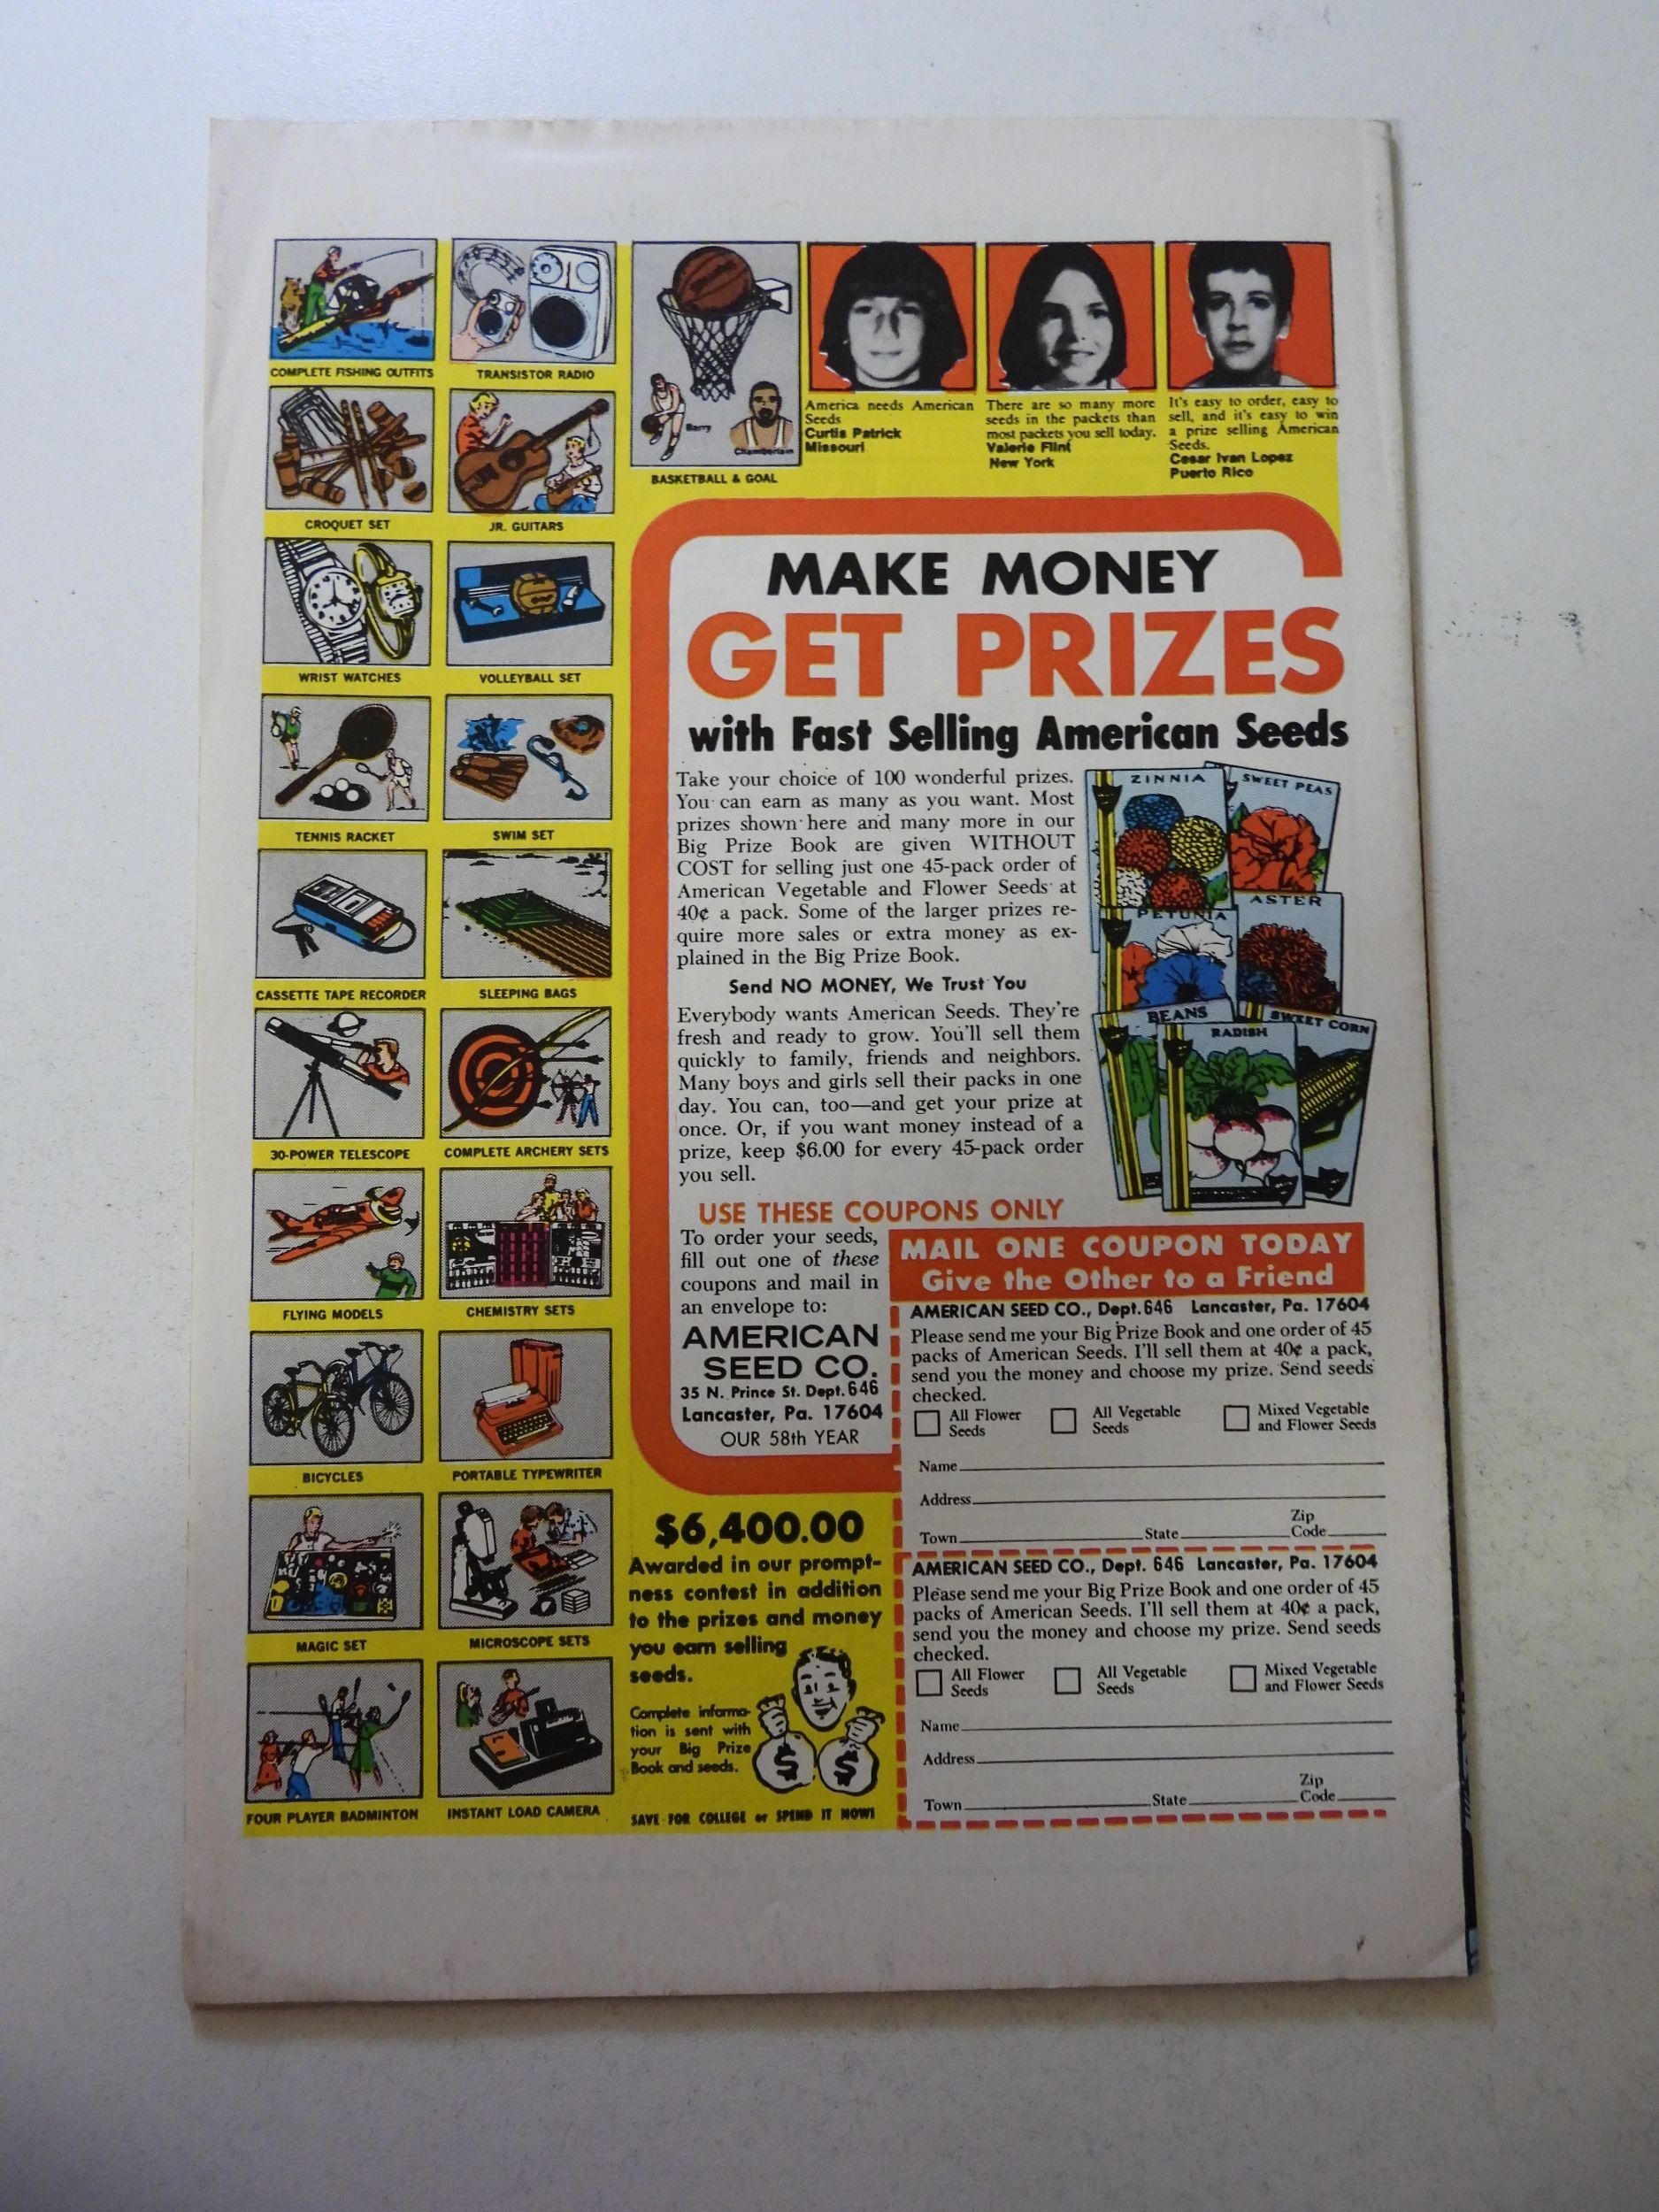 COMPLETE FISHING OUTFITS
TRANSISTOR RADIO
CROQUET SET
JR. GUITARS
WRIST WATCHES
VOLLEYBALL SET
TENNIS RACKET
SWIM SET
CASSETTE TAPE RECORDER
SLEEPING BAGS
30-POWER TELESCOPE
COMPLETE ARCHERY SETS
FLYING MODELS
CHEMISTRY SETS
BICYCLES
PORTABLE TYPEWRITER
MAGIC SET
MICROSCOPE SETS
FOUR PLAYER BADMINTON
INSTANT LOAD CAMERA
Barry
Chamberlain
BASKETBALL & GOAL
America needs American
Seeds
Curtis Patrick
Missouri
There are so many more
seeds in the packets than
most packets you sell today.
Valerie Flint
New York
It's easy to order, easy to
sell, and it's easy to win
a prize selling American
Seeds.
Cesar Ivan Lopez
Puerto Rico
MAKE MONEY
GET PRIZES
with Fast Selling American Seeds
Take your choice of 100 wonderful prizes.
You can earn as many as you want. Most
prizes shown here and many more in our
Big Prize Book are given WITHOUT
COST for selling just one 45-pack order of
American Vegetable and Flower Seeds at
40¢ a pack. Some of the larger prizes re-
quire more sales or extra money as ex-
plained in the Big Prize Book.
Send NO MONEY, We Trust You
Everybody wants American Seeds. They're
fresh and ready to grow. You'll sell them
quickly to family, friends and neighbors.
Many boys and girls sell their packs in one
day. You can, too—and get your prize at
once. Or, if you want money instead of a
prize, keep $6.00 for every 45-pack order
you sell.
ZINNIA
SWEET PEAS
PETUNIA
ASTER
BEANS
RADISH
SWEET CORN
USE THESE COUPONS ONLY
To order your seeds,
fill out one of these
coupons and mail in
an envelope to:
AMERICAN
SEED CO.
35 N. Prince St. Dept. 646
Lancaster, Pa. 17604
OUR 58th YEAR
MAIL ONE COUPON TODAY
Give the Other to a Friend
AMERICAN SEED CO., Dept. 646 Lancaster, Pa. 17604
Please send me your Big Prize Book and one order of 45
packs of American Seeds. I'll sell them at 40¢ a pack,
send you the money and choose my prize. Send seeds
checked.
All Flower
Seeds
All Vegetable
Seeds
Mixed Vegetable
and Flower Seeds
Name
Address
Town State Zip
Code
AMERICAN SEED CO., Dept. 646 Lancaster, Pa. 17604
Please send me your Big Prize Book and one order of 45
packs of American Seeds. I'll sell them at 40¢ a pack,
send you the money and choose my prize. Send seeds
checked.
All Flower
Seeds
All Vegetable
Seeds
Mixed Vegetable
and Flower Seeds
Name
Address
Town State Zip
Code
$6,400.00
Awarded in our prompt-
ness contest in addition
to the prizes and money
you earn selling
seeds.
Complete informa-
tion is sent with
your Big Prize
Book and seeds.
$ $
SAVE FOR COLLEGE or SPEND IT NOW!